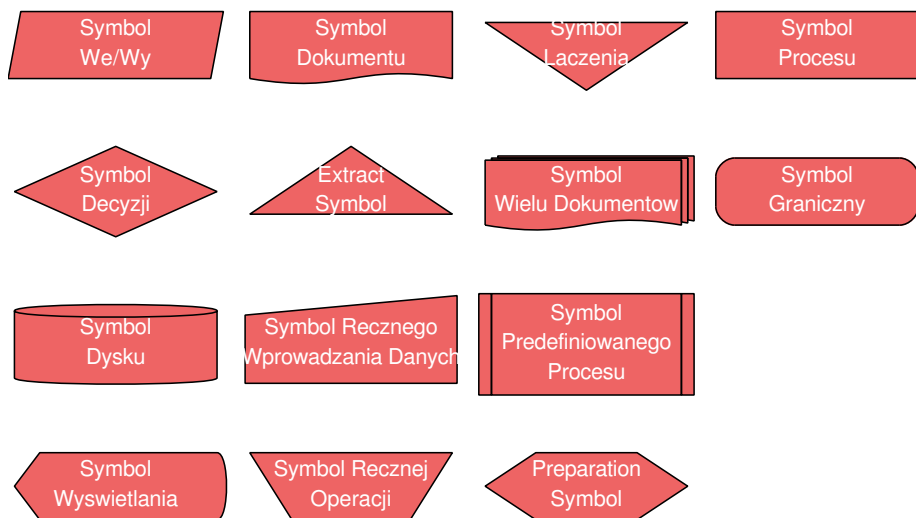 Symbol
We/Wy
Symbol
Dokumentu
Symbol
Laczenia
Symbol
Procesu
Symbol
Decyzji
Extract
Symbol
Symbol
Wielu Dokumentow
Symbol
Graniczny
Symbol
Dysku
Symbol Recznego
Wprowadzania Danych
Symbol
Predefiniowanego
Procesu
Symbol
Wyswietlania
Symbol Recznej
Operacji
Preparation
Symbol